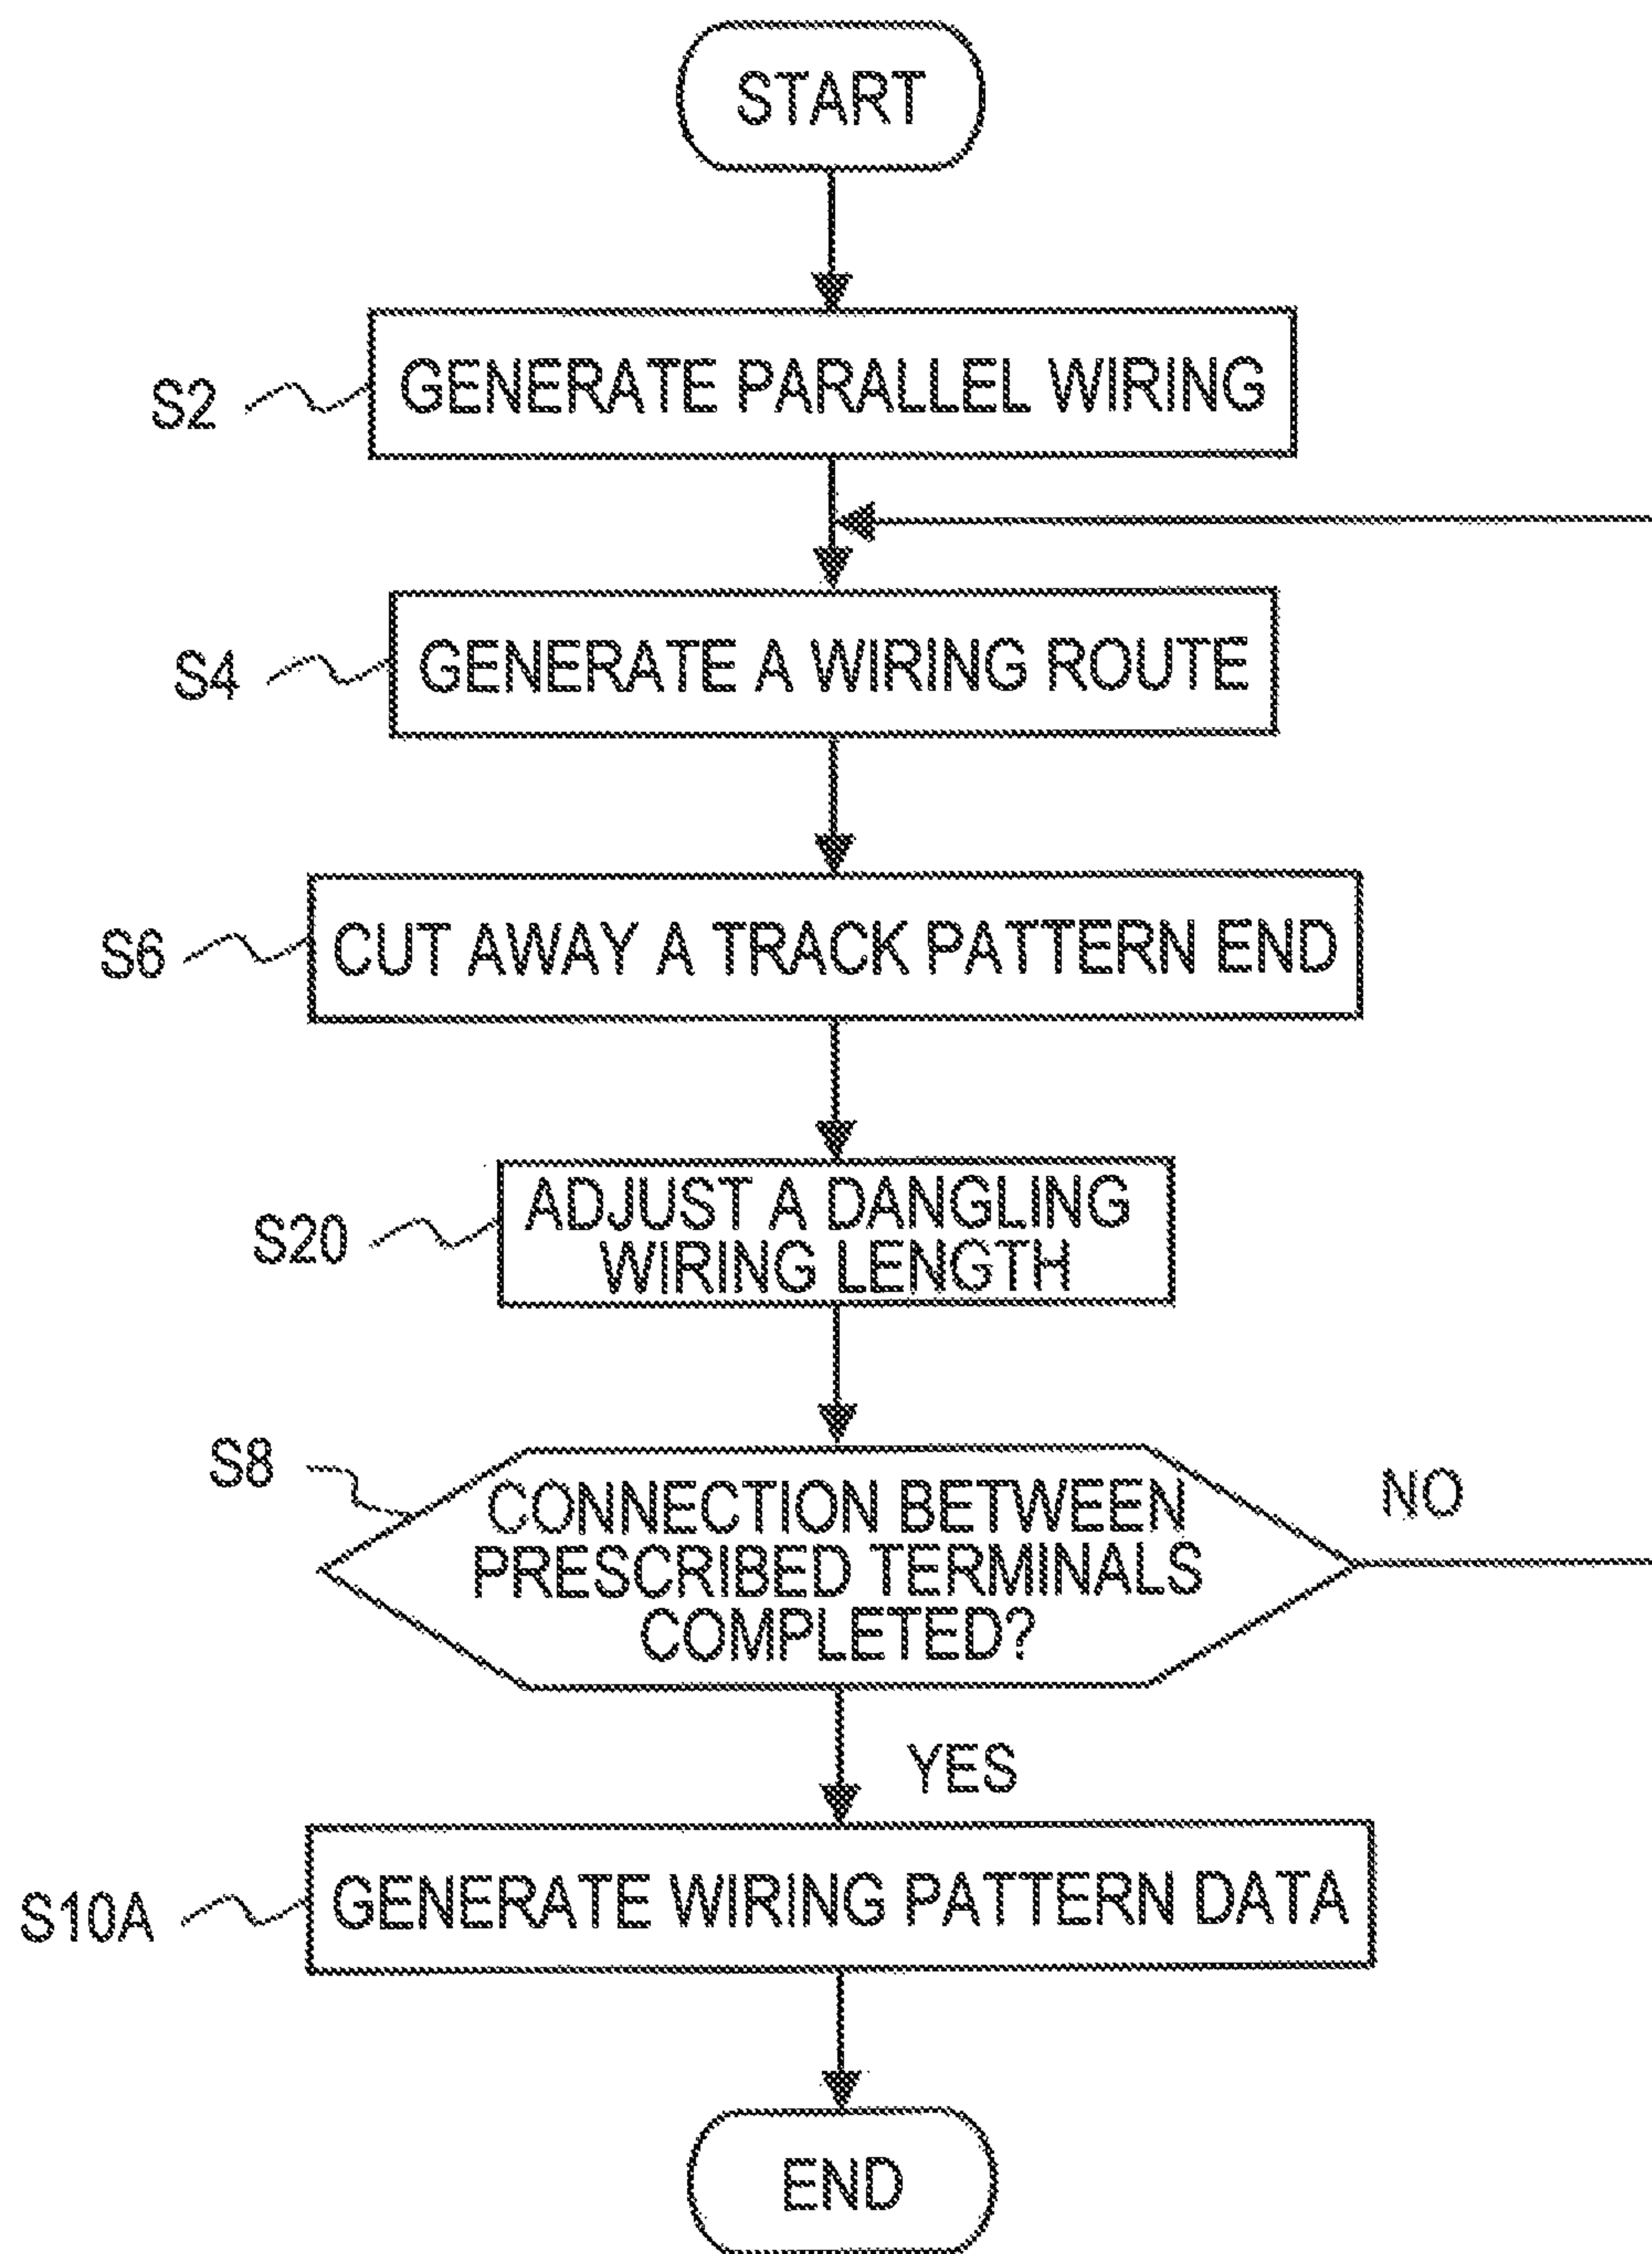 START
S2
GENERATE PARALLEL WIRING
S4
GENERATE A WIRING ROUTE
S6
CUT AWAY A TRACK PATTERN END
S20
ADJUST A DANGLING
WIRING LENGTH
S8
CONNECTION BETWEEN
PRESCRIBED TERMINALS
COMPLETED?
NO
YES
S10A
GENERATE WIRING PATTERN DATA
END